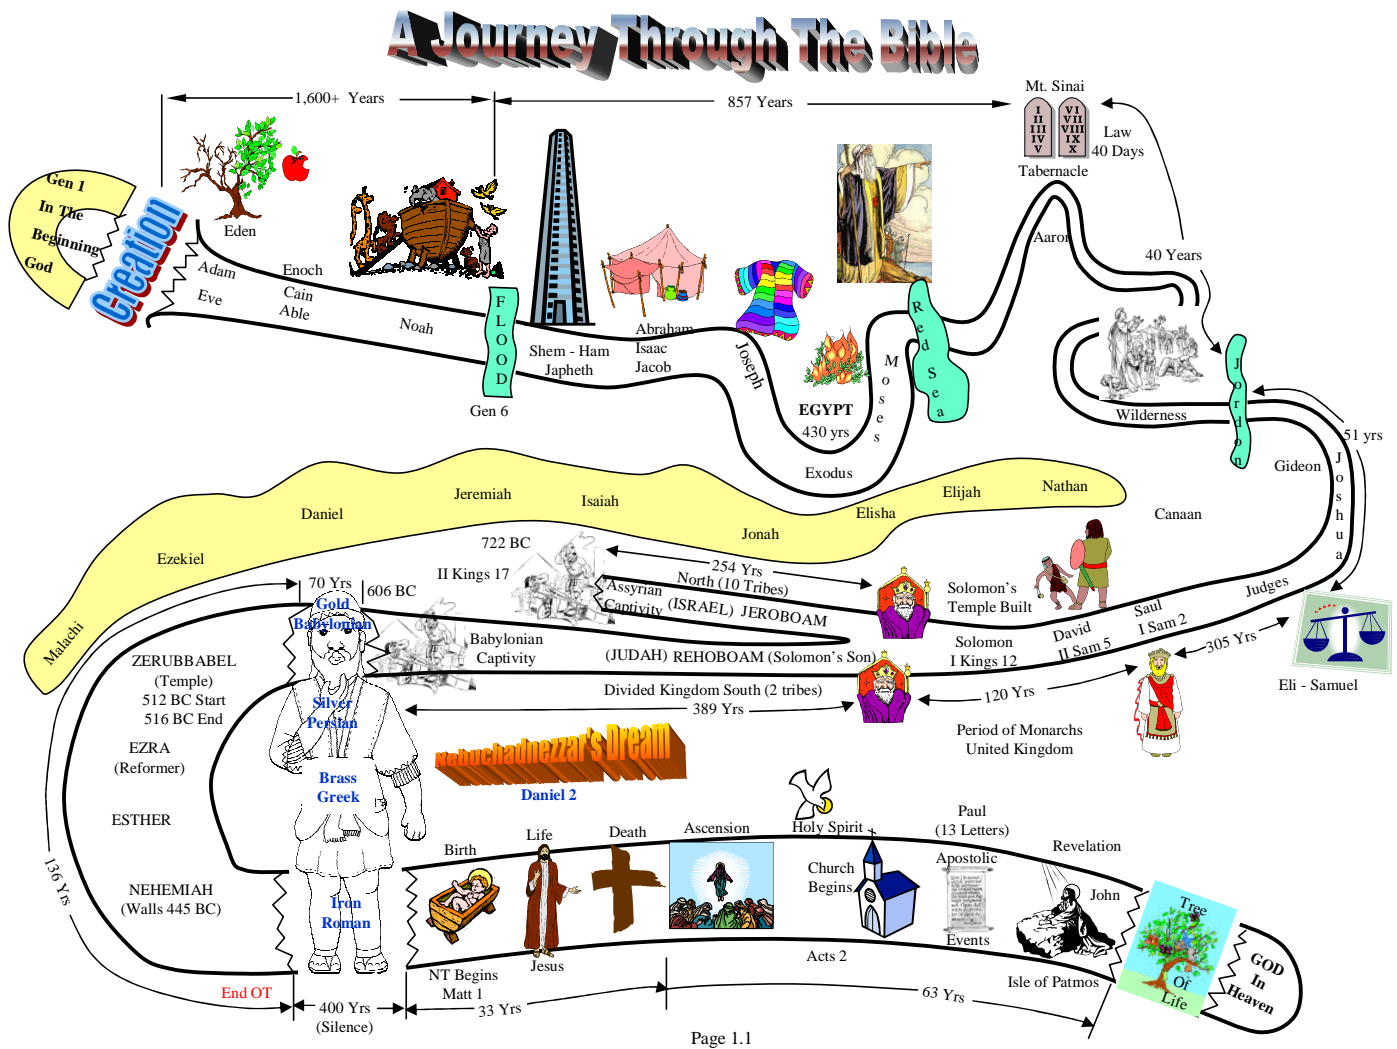 A Journey Through The Bible
1,600+ Years
857 Years
Mt. Sinai
I
II
III
IV
V
VI
VII
VIII
IX
X
Law
40 Days
Tabernacle
Gen 1
In The
Beginning
God
Creation
Eden
Adam
Eve
Enoch
Cain
Able
Noah
FLOOD
Gen 6
Shem - Ham
Japheth
Abraham
Isaac
Jacob
Joseph
EGYPT
430 yrs
Exodus
Moses
Red Sea
Aaron
40 Years
Wilderness
Jordon
51 yrs
Joshua
Gideon
Canaan
Judges
Malachi
Ezekiel
Daniel
Jeremiah
Isaiah
Jonah
Elisha
Elijah
Nathan
722 BC
II Kings 17
254 Yrs
North (10 Tribes)
Assyrian
Captivity
(ISRAEL) JEROBOAM
Solomon's
Temple Built
Solomon
I Kings 12
David
II Sam 5
Saul
I Sam 2
305 Yrs
Eli - Samuel
120 Yrs
Period of Monarchs
United Kingdom
70 Yrs
606 BC
Gold
Babylonian
Babylonian
Captivity
(JUDAH) REHOBOAM (Solomon's Son)
Divided Kingdom South (2 tribes)
389 Yrs
ZERUBBABEL
(Temple)
512 BC Start
516 BC End
EZRA
(Reformer)
ESTHER
NEHEMIAH
(Walls 445 BC)
136 Yrs
End OT
Silver
Persian
Brass
Greek
Iron
Roman
Nebuchadnezzar's Dream
Daniel 2
400 Yrs
(Silence)
Birth
Life
Death
Ascension
Holy Spirit
Church
Begins
Paul
(13 Letters)
Apostolic
Events
Revelation
John
Isle of Patmos
NT Begins
Matt 1
Jesus
Acts 2
33 Yrs
63 Yrs
Tree
Of
Life
GOD
In
Heaven
Page 1.1